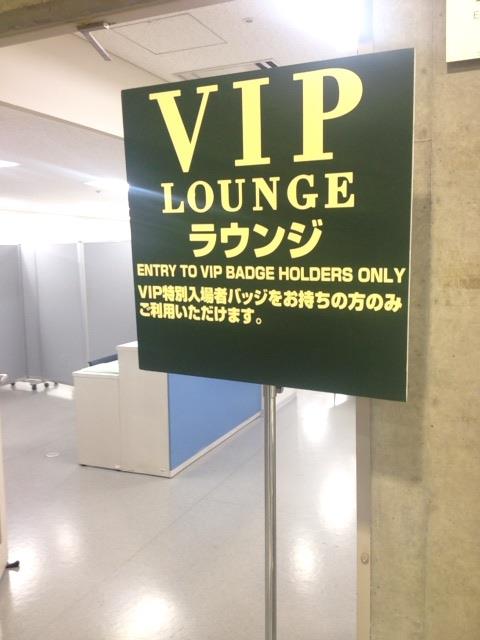 VIP
LOUNGE
ラウンジ
ENTRY TO VIP BADGE HOLDERS ONLY
VIP特別入場者バッジをお持ちの方のみ
ご利用いただけます。